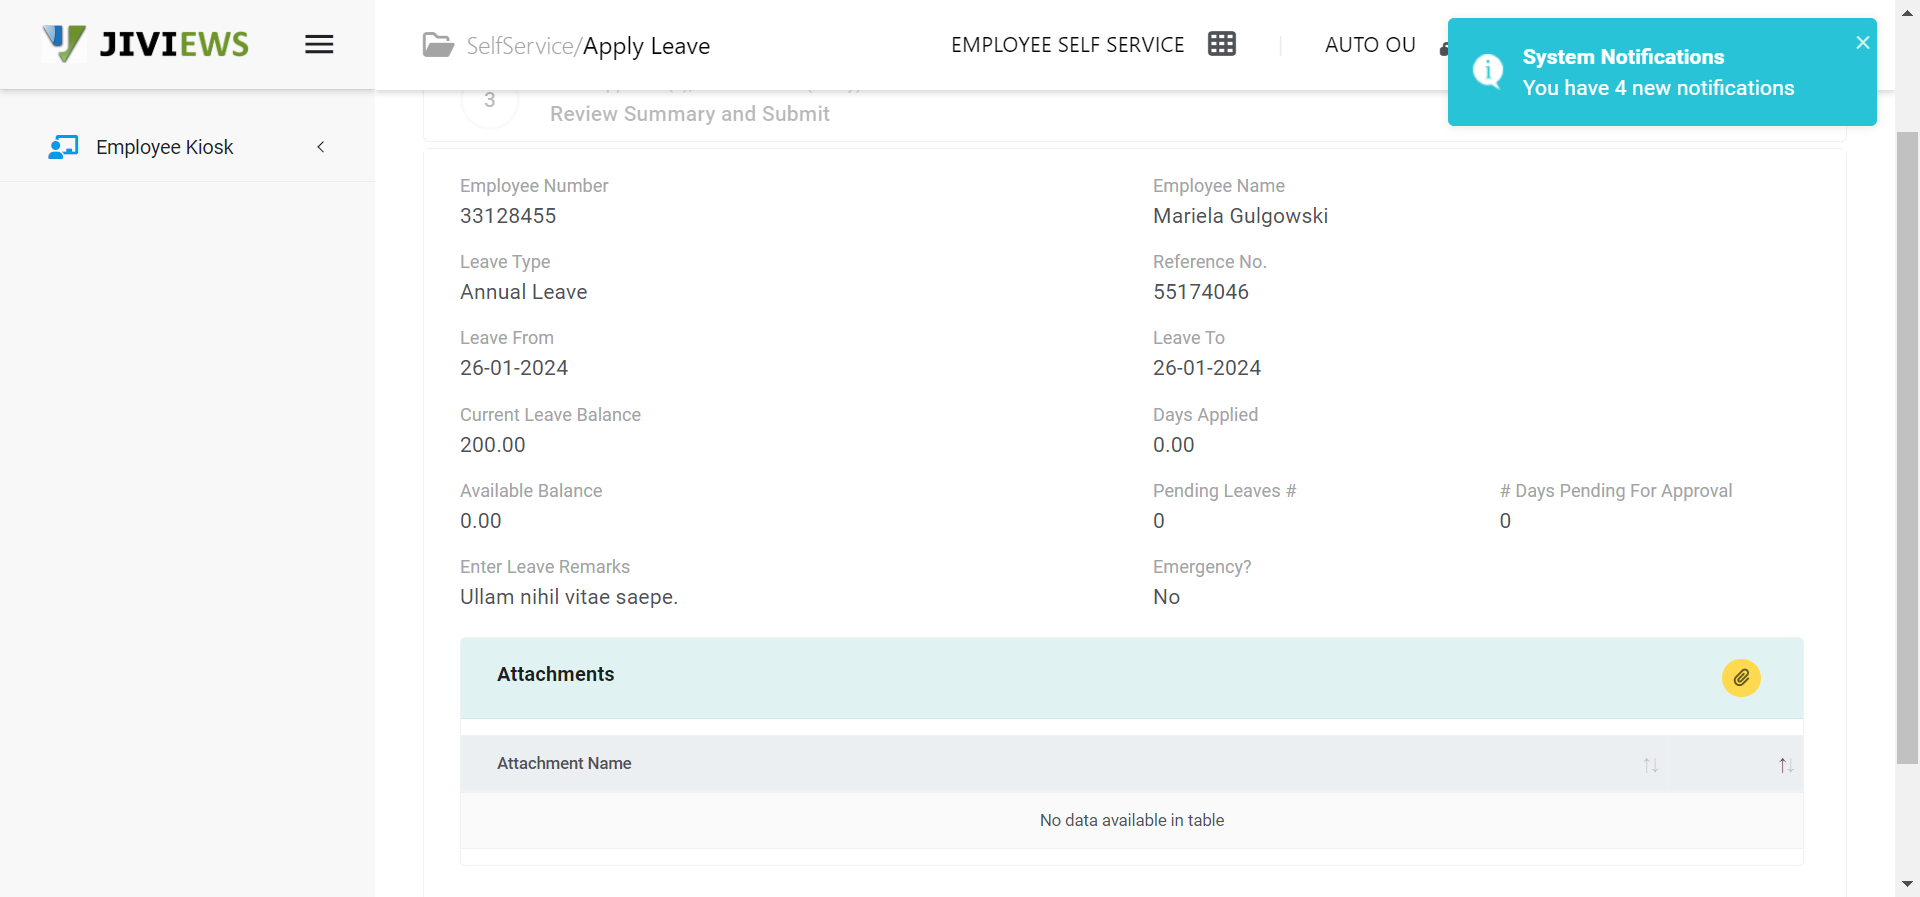 JIVIEWS
SelfService/Apply Leave
EMPLOYEE SELF SERVICE
AUTO OU
System Notifications
You have 4 new notifications
Employee Kiosk
3
Review Summary and Submit
Employee Number
33128455
Employee Name
Mariela Gulgowski
Leave Type
Annual Leave
Reference No.
55174046
Leave From
26-01-2024
Leave To
26-01-2024
Current Leave Balance
200.00
Days Applied
0.00
Available Balance
0.00
Pending Leaves #
0
# Days Pending For Approval
0
Enter Leave Remarks
Ullam nihil vitae saepe.
Emergency?
No
Attachments
Attachment Name
No data available in table